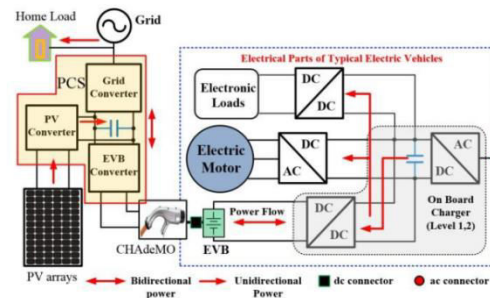 Grid
Home Load
PCS
Grid
Converter
PV
Converter
EVB
Converter
PV arrays
CHAdeMO
EVB
Power Flow
Electrical Parts of Typical Electric Vehicles
Electronic
Loads
DC
DC
Electric
Motor
DC
AC
AC
DC
DC
DC
On Board
Charger
(Level 1,2)
Bidirectional
power
Unidirectional
Power
dc connector
ac connector